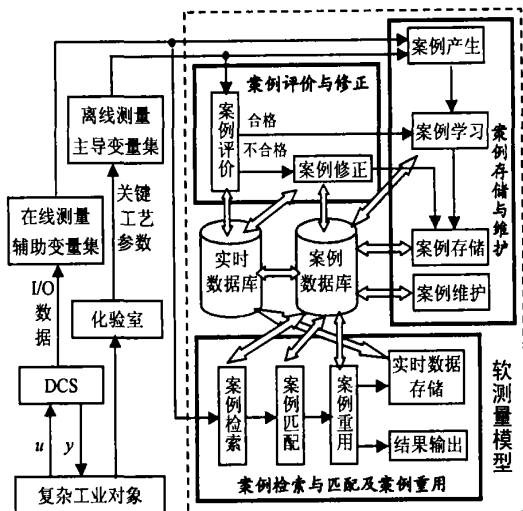 案例产生
案例评价与修正
离线测量
主导变量集
案例评价
合格
不合格
案例学习
案例修正
案例存储与维护
关键
工艺
参数
在线测量
辅助变量集
实时
数据库
案例
数据库
案例存储
案例维护
I/O
数据
化验室
实时数据
存储
软测量模型
DCS
案例检索
案例匹配
案例重用
结果输出
u
y
案例检索与匹配及案例重用
复杂工业对象